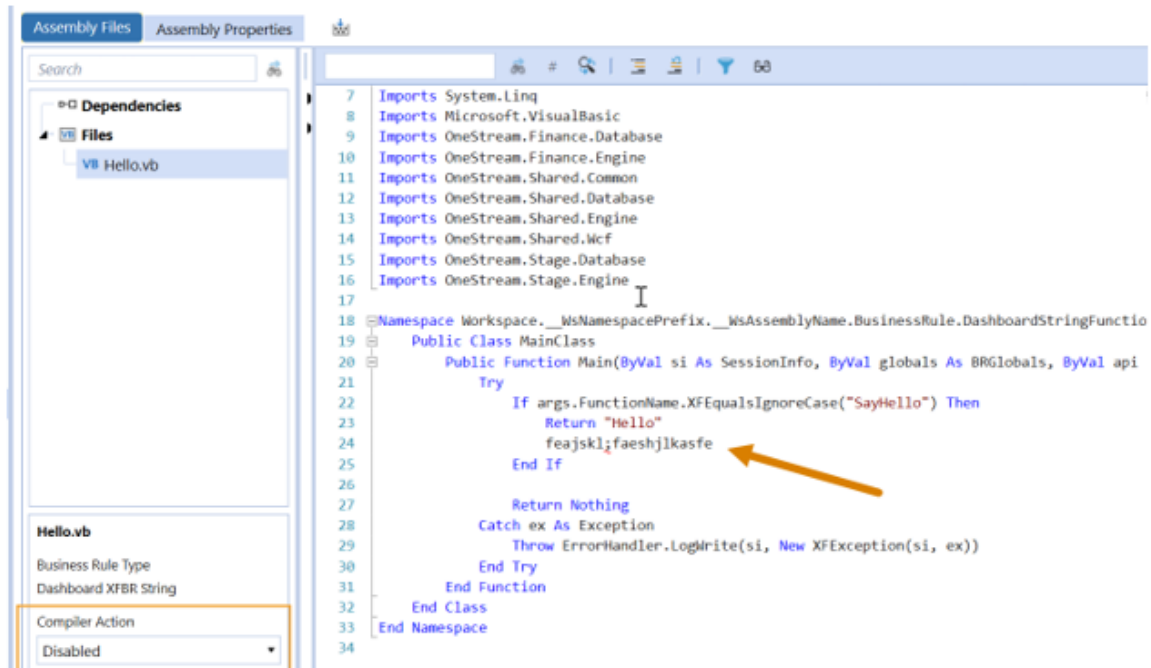 Assembly Files
Assembly Properties
Search
Dependencies
Files
VB Hello.vb
Hello.vb
Business Rule Type
Dashboard XFBR String
Compiler Action
Disabled
#
7 Imports System.Linq
8 Imports Microsoft.VisualBasic
9 Imports OneStream.Finance.Database
10 Imports OneStream.Finance.Engine
11 Imports OneStream.Shared.Common
12 Imports OneStream.Shared.Database
13 Imports OneStream.Shared.Engine
14 Imports OneStream.Shared.Wcf
15 Imports OneStream.Stage.Database
16 Imports OneStream.Stage.Engine
17
18 Namespace Workspace.__WsNamespacePrefix.__WsAssemblyName.BusinessRule.DashboardStringFunctio
19 Public Class MainClass
20 Public Function Main(ByVal si As SessionInfo, ByVal globals As BRGlobals, ByVal api
21 Try
22 If args.FunctionName.XFEqualsIgnoreCase("SayHello") Then
23 Return "Hello"
24 feajskl;faeshjlkasfe
25 End If
26
27 Return Nothing
28 Catch ex As Exception
29 Throw ErrorHandler.LogWrite(si, New XFException(si, ex))
30 End Try
31 End Function
32 End Class
33 End Namespace
34